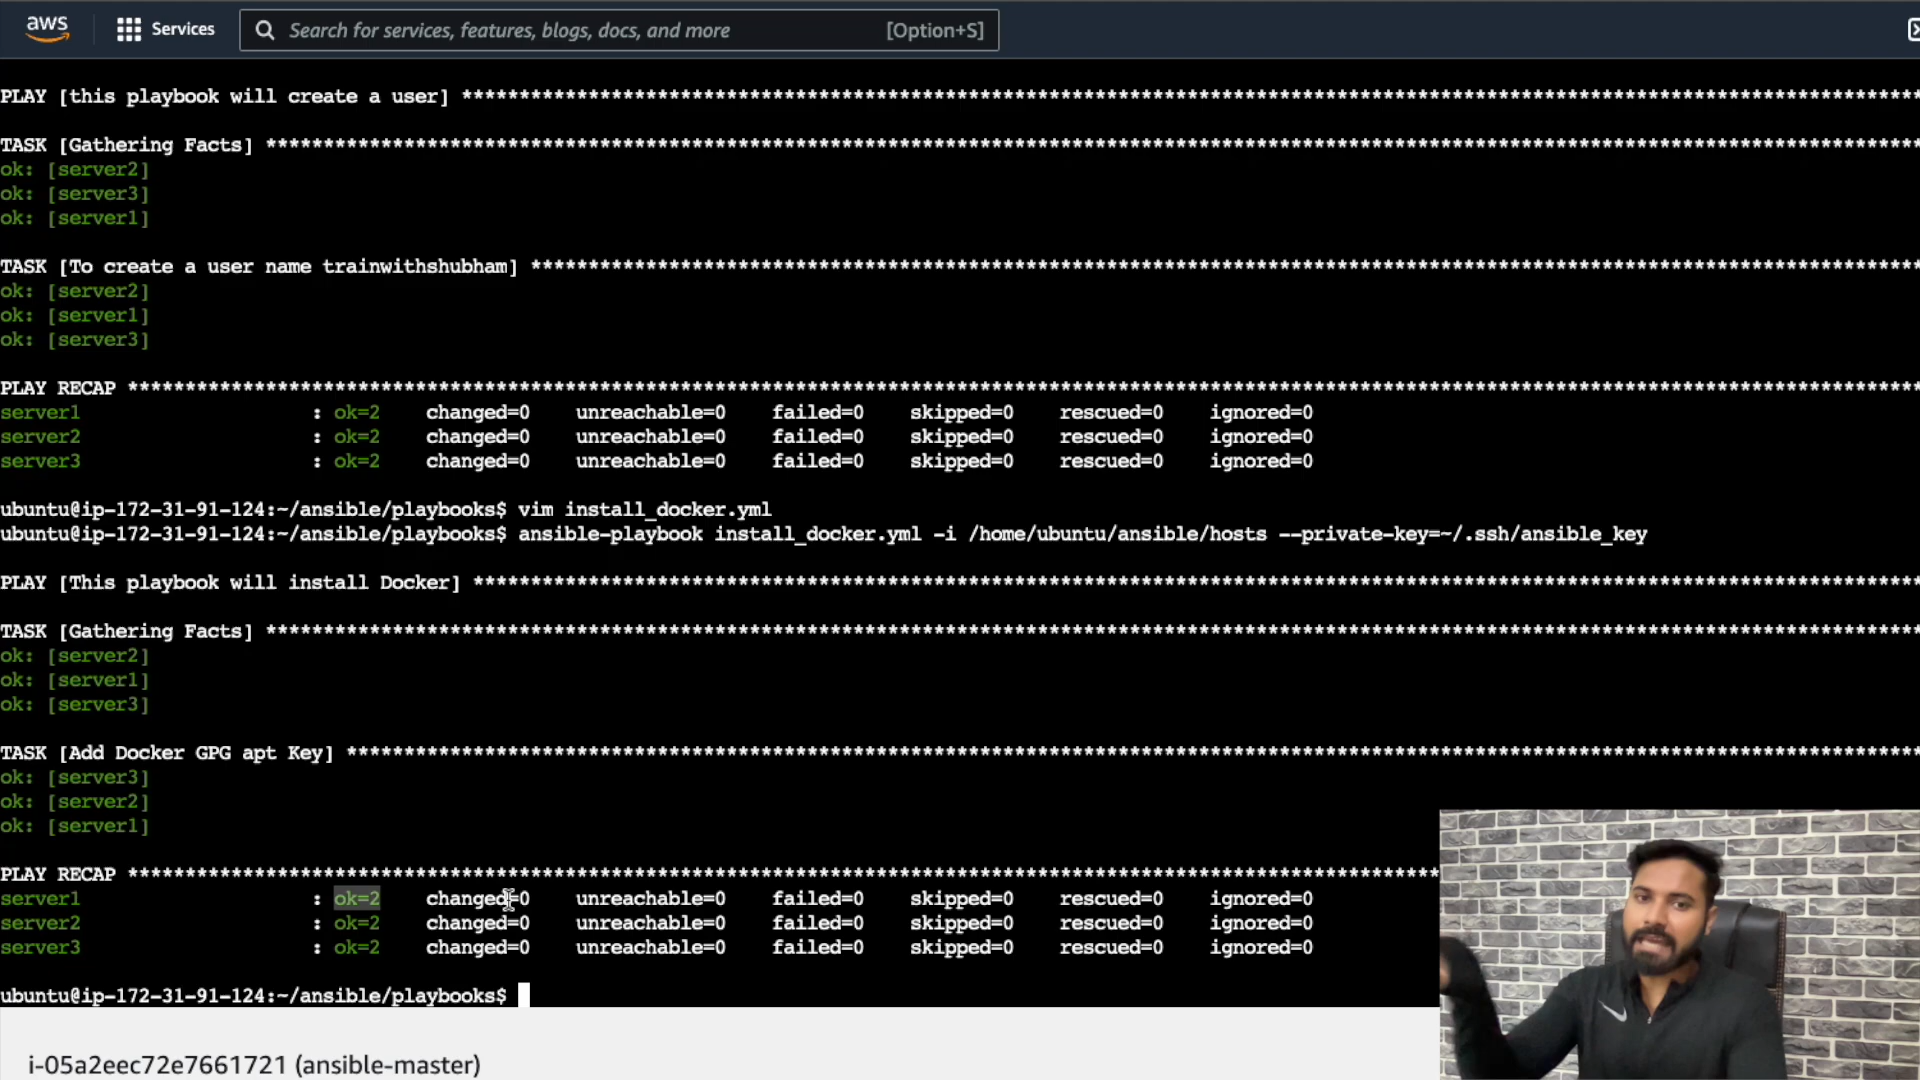 aws
Services
Search for services, features, blogs, docs, and more [Option+S]
PLAY [this playbook will create a user] ****************************************************************************************************************************
TASK [Gathering Facts] ****************************************************************************************************************************
ok: [server2]
ok: [server3]
ok: [server1]
TASK [To create a user name trainwithshubham] ****************************************************************************************************************************
ok: [server2]
ok: [server1]
ok: [server3]
PLAY RECAP ****************************************************************************************************************************
server1 : ok=2 changed=0 unreachable=0 failed=0 skipped=0 rescued=0 ignored=0
server2 : ok=2 changed=0 unreachable=0 failed=0 skipped=0 rescued=0 ignored=0
server3 : ok=2 changed=0 unreachable=0 failed=0 skipped=0 rescued=0 ignored=0
ubuntu@ip-172-31-91-124:~/ansible/playbooks$ vim install_docker.yml
ubuntu@ip-172-31-91-124:~/ansible/playbooks$ ansible-playbook install_docker.yml -i /home/ubuntu/ansible/hosts --private-key=~/.ssh/ansible_key
PLAY [This playbook will install Docker] ****************************************************************************************************************************
TASK [Gathering Facts] ****************************************************************************************************************************
ok: [server2]
ok: [server1]
ok: [server3]
TASK [Add Docker GPG apt Key] ****************************************************************************************************************************
ok: [server3]
ok: [server2]
ok: [server1]
PLAY RECAP ****************************************************************************************************************************
server1 : ok=2 changed=0 unreachable=0 failed=0 skipped=0 rescued=0 ignored=0
server2 : ok=2 changed=0 unreachable=0 failed=0 skipped=0 rescued=0 ignored=0
server3 : ok=2 changed=0 unreachable=0 failed=0 skipped=0 rescued=0 ignored=0
ubuntu@ip-172-31-91-124:~/ansible/playbooks$
i-05a2eec72e7661721 (ansible-master)